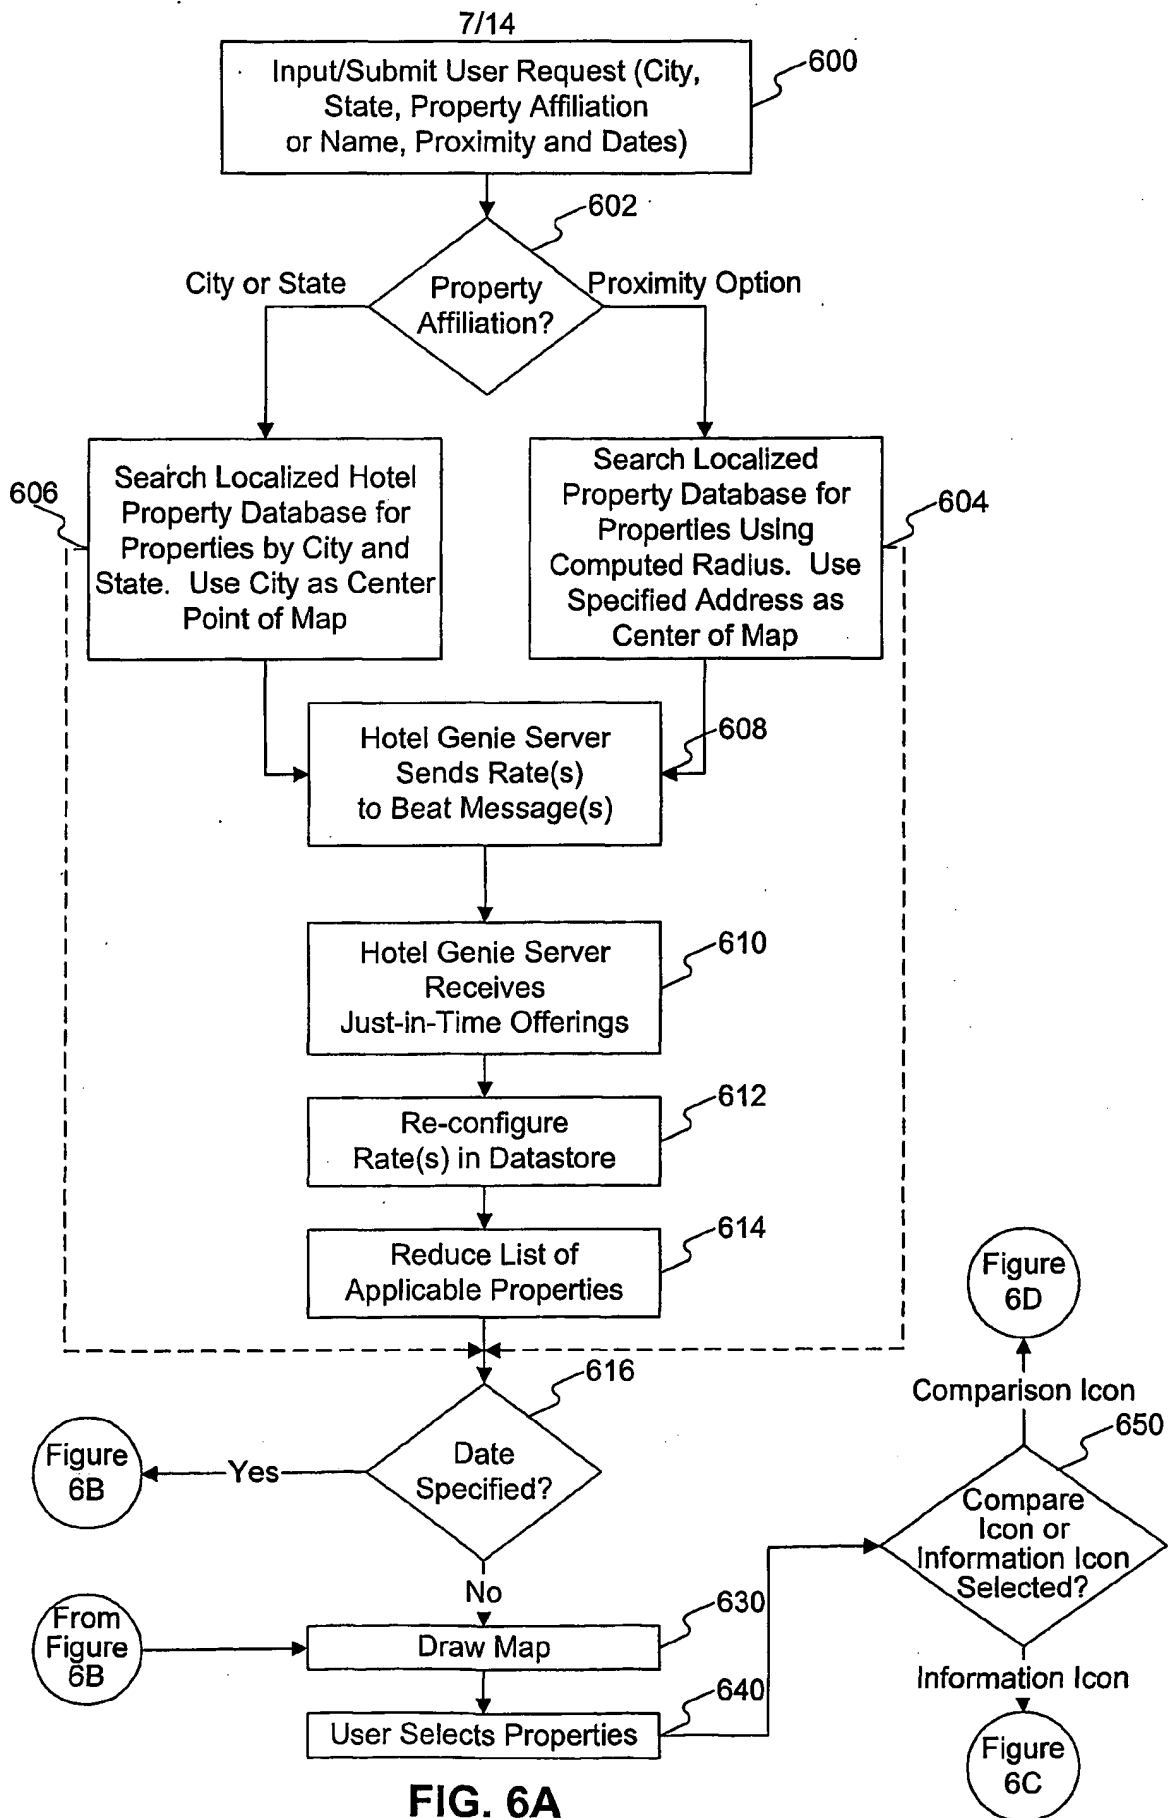 7/14
Input/Submit User Request (City,
State, Property Affiliation
or Name, Proximity and Dates)
600
602
City or State
Property
Affiliation?
Proximity Option
606
Search Localized Hotel
Property Database for
Properties by City and
State. Use City as Center
Point of Map
Search Localized
Property Database for
Properties Using
Computed Radius. Use
Specified Address as
Center of Map
604
Hotel Genie Server
Sends Rate(s)
to Beat Message(s)
608
Hotel Genie Server
Receives
Just-in-Time Offerings
610
Re-configure
Rate(s) in Datastore
612
Reduce List of
Applicable Properties
614
Figure
6D
Comparison Icon
616
Date
Specified?
Yes
Figure
6B
650
Compare
Icon or
Information Icon
Selected?
No
From
Figure
6B
Draw Map
630
User Selects Properties
640
Information Icon
Figure
6C
FIG. 6A